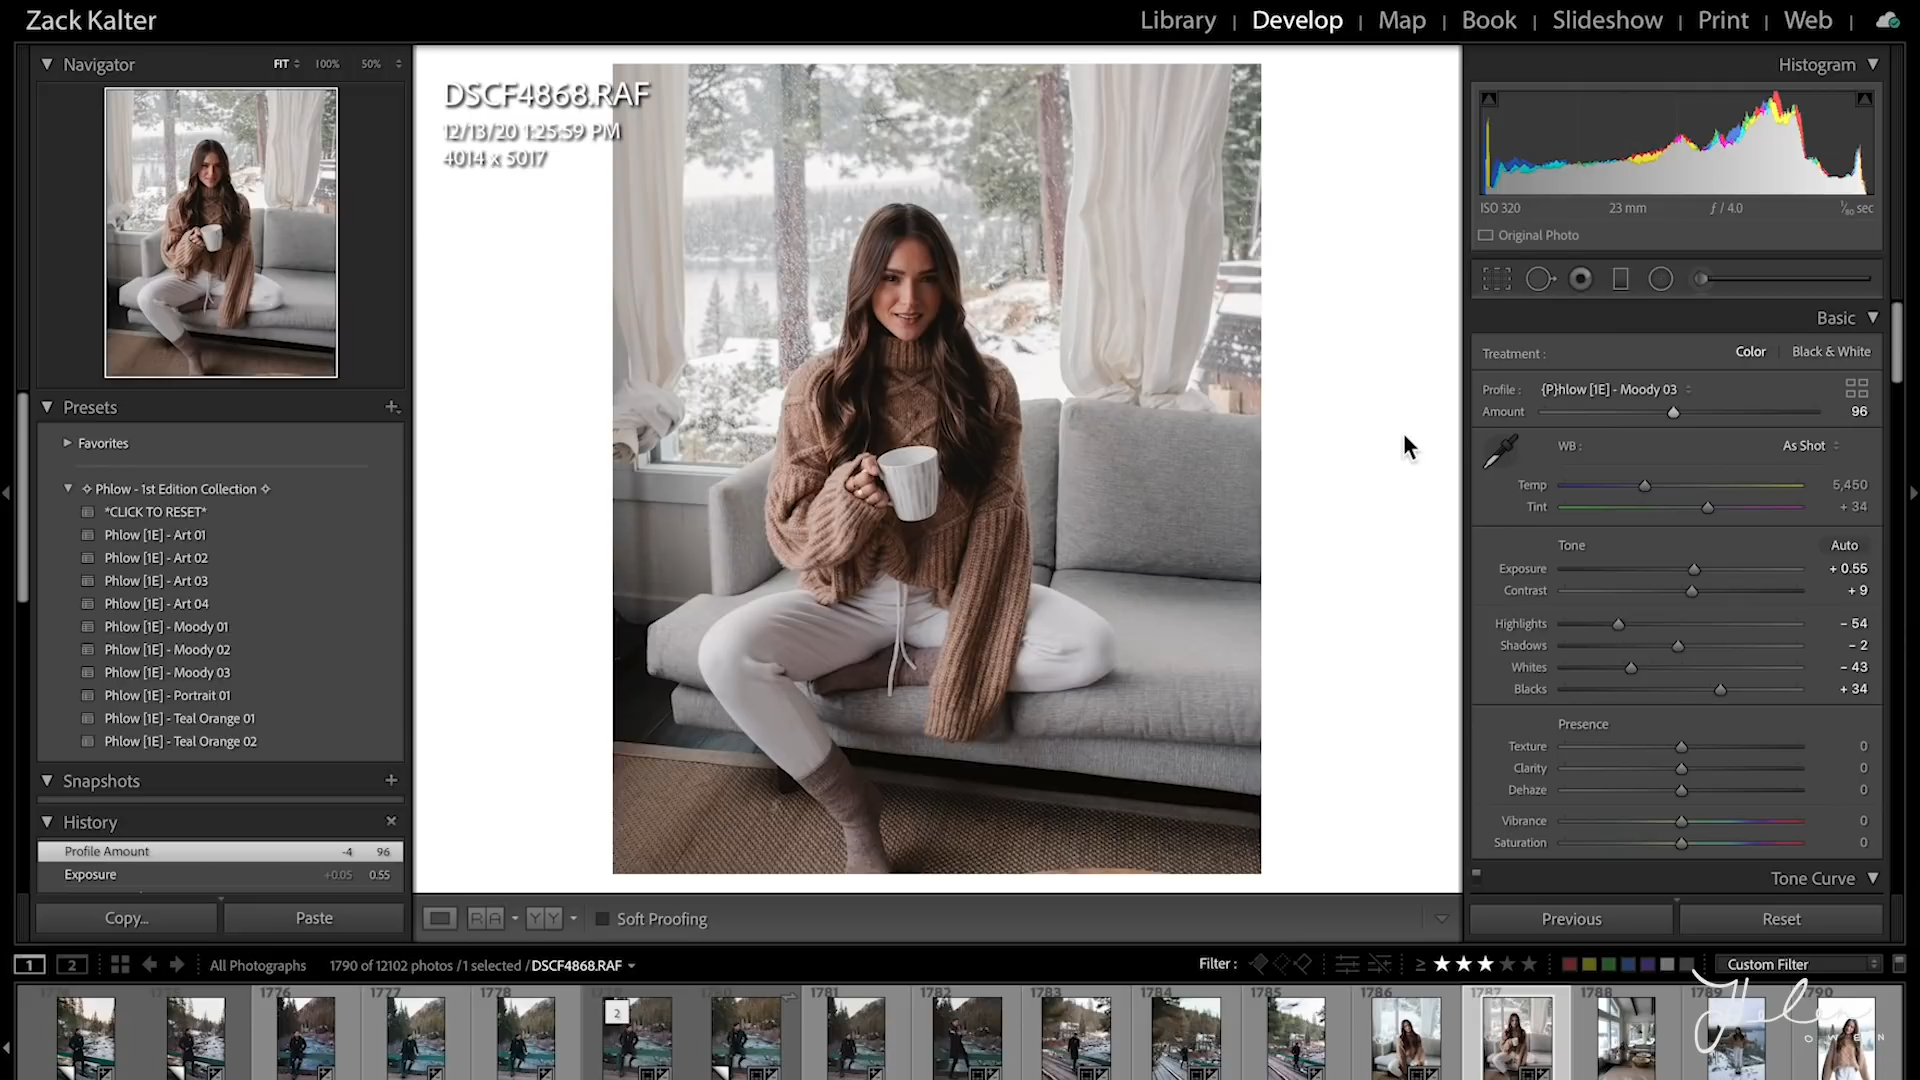 Zack Kalter
Library | Develop | Map | Book | Slideshow | Print | Web
Navigator FIT 100% 50%
Presets
Favorites
✧ Phlow - 1st Edition Collection ✧
*CLICK TO RESET*
Phlow [1E] - Art 01
Phlow [1E] - Art 02
Phlow [1E] - Art 03
Phlow [1E] - Art 04
Phlow [1E] - Moody 01
Phlow [1E] - Moody 02
Phlow [1E] - Moody 03
Phlow [1E] - Portrait 01
Phlow [1E] - Teal Orange 01
Phlow [1E] - Teal Orange 02
Snapshots
History
Profile Amount -4 96
Exposure +0.05 0.55
Copy... Paste
DSCF4868.RAF
12/13/20 1:25:59 PM
4014 x 5017
RA YY Soft Proofing
Histogram
ISO 320 23 mm ƒ / 4.0 1/80 sec
Original Photo
Basic
Treatment : Color | Black & White
Profile : {P}hlow [1E] - Moody 03
Amount 96
WB : As Shot
Temp 5,450
Tint + 34
Tone Auto
Exposure + 0.55
Contrast + 9
Highlights - 54
Shadows - 2
Whites - 43
Blacks + 34
Presence
Texture 0
Clarity 0
Dehaze 0
Vibrance 0
Saturation 0
Tone Curve
Previous Reset
1 2 All Photographs 1790 of 12102 photos / 1 selected / DSCF4868.RAF Filter : ≥ ★★★★★ Custom Filter
1776 1777 1778 1781 1782 1783 1784 1785 1786 1787 1788 1789 1790
2
Helen
OWEN